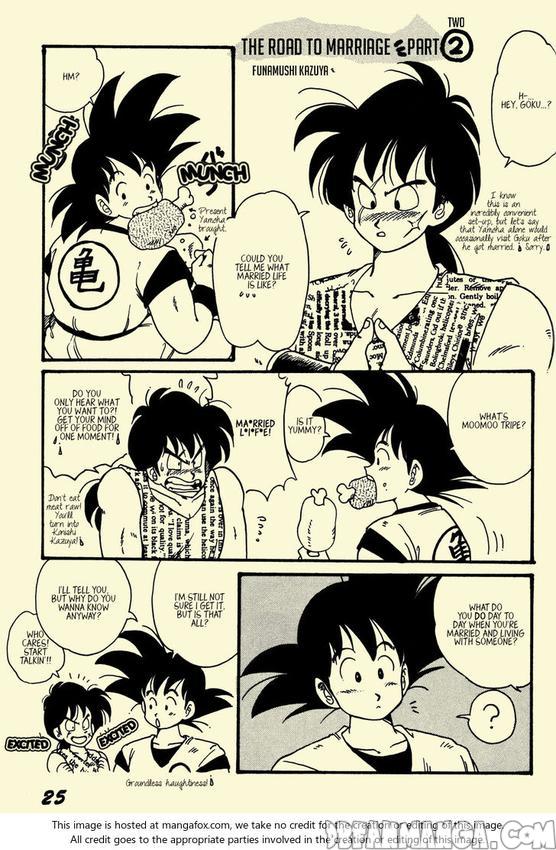 THE ROAD TO MARRIAGE PART
TWO
2
FUNAMUSHI KAZUYA
H-...
HEY, GOKU...?
I know
this is an
incredibly convenient
set-up, but let's say
that Yamcha alone would
occasionally visit Goku after
he got married. Sorry.
COULD YOU
TELL ME WHAT
MARRIED LIFE
IS LIKE?
HM?
MUNCH
MUNCH
Present
Yamcha
brought.
亀
WHAT'S
MOOMOO TRIPE?
IS IT
YUMMY?
MA*RRIED
L*I*F*E!
DO YOU
ONLY HEAR WHAT
YOU WANT TO?!
GET YOUR MIND
OFF OF FOOD FOR
ONE MOMENT!
Don't eat
meat raw!
You'll
turn into
Konishi
Kazuya!
WHAT DO
YOU DO DAY TO
DAY WHEN YOU'RE
MARRIED AND LIVING
WITH SOMEONE?
?
I'M STILL NOT
SURE I GET IT,
BUT IS THAT
ALL?
I'LL TELL YOU,
BUT WHY DO YOU
WANNA KNOW
ANYWAY?
WHO
CARES!
START
TALKIN'!!
EXCITED
EXCITED
Groundless haughtiness!
25
This image is hosted at mangafox.com, we take no credit for the creation or editing of this image.
All credit goes to the appropriate parties involved in the creation or editing of this image.